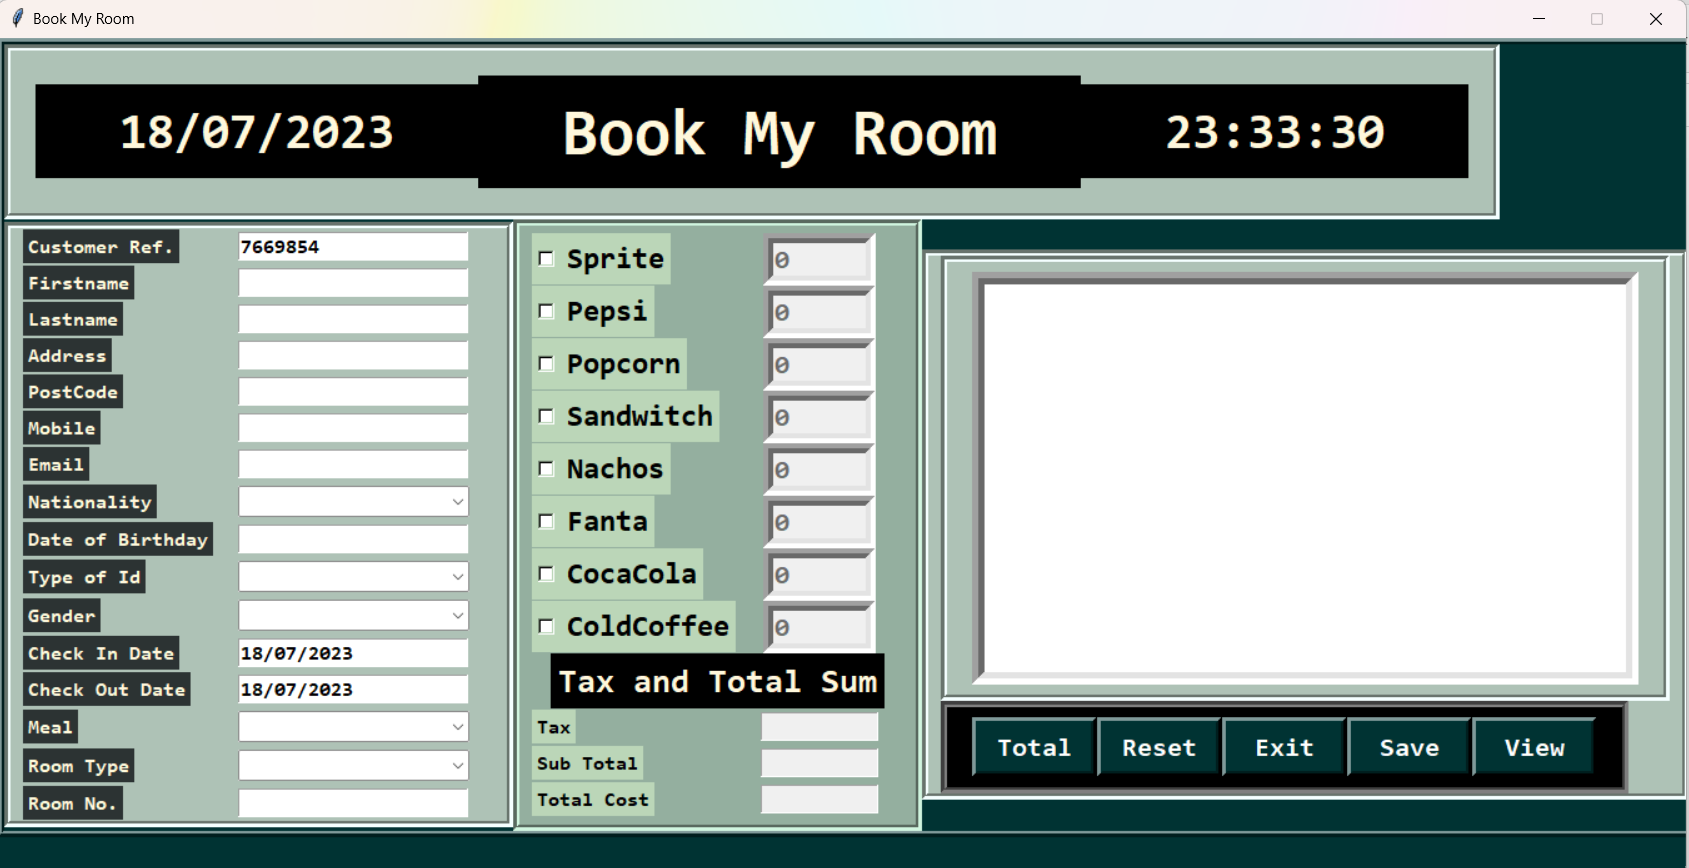 Book My Room
18/07/2023
Book My Room
23:33:30
Customer Ref. 7669854
Firstname
Lastname
Address
PostCode
Mobile
Email
Nationality
Date of Birthday
Type of Id
Gender
Check In Date 18/07/2023
Check Out Date 18/07/2023
Meal
Room Type
Room No.
Sprite 0
Pepsi 0
Popcorn 0
Sandwitch 0
Nachos 0
Fanta 0
CocaCola 0
ColdCoffee 0
Tax and Total Sum
Tax
Sub Total
Total Cost
Total Reset Exit Save View